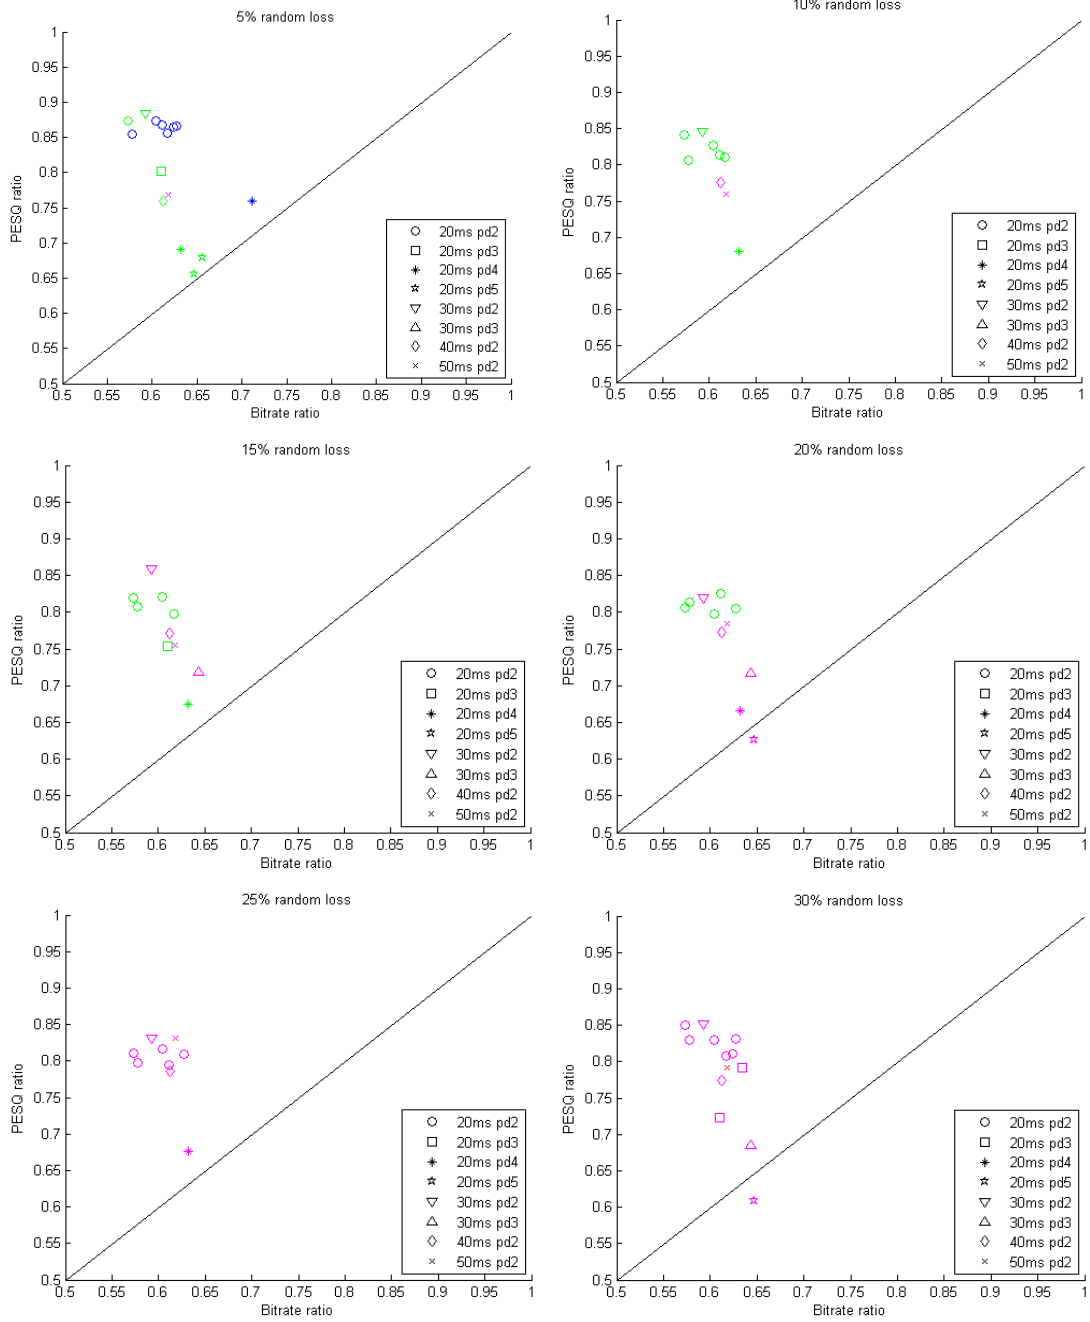 5% random loss
1
0.95
0.9
0.85
0.8
0.75
0.7
0.65
0.6
0.55
0.5
PESQ ratio
20ms pd2
20ms pd3
20ms pd4
20ms pd5
30ms pd2
30ms pd3
40ms pd2
50ms pd2
0.5 0.55 0.6 0.65 0.7 0.75 0.8 0.85 0.9 0.95 1
Bitrate ratio
10% random loss
1
0.95
0.9
0.85
0.8
0.75
0.7
0.65
0.6
0.55
0.5
PESQ ratio
20ms pd2
20ms pd3
20ms pd4
20ms pd5
30ms pd2
30ms pd3
40ms pd2
50ms pd2
0.5 0.55 0.6 0.65 0.7 0.75 0.8 0.85 0.9 0.95 1
Bitrate ratio
15% random loss
1
0.95
0.9
0.85
0.8
0.75
0.7
0.65
0.6
0.55
0.5
PESQ ratio
20ms pd2
20ms pd3
20ms pd4
20ms pd5
30ms pd2
30ms pd3
40ms pd2
50ms pd2
0.5 0.55 0.6 0.65 0.7 0.75 0.8 0.85 0.9 0.95 1
Bitrate ratio
20% random loss
1
0.95
0.9
0.85
0.8
0.75
0.7
0.65
0.6
0.55
0.5
PESQ ratio
20ms pd2
20ms pd3
20ms pd4
20ms pd5
30ms pd2
30ms pd3
40ms pd2
50ms pd2
0.5 0.55 0.6 0.65 0.7 0.75 0.8 0.85 0.9 0.95 1
Bitrate ratio
25% random loss
1
0.95
0.9
0.85
0.8
0.75
0.7
0.65
0.6
0.55
0.5
PESQ ratio
20ms pd2
20ms pd3
20ms pd4
20ms pd5
30ms pd2
30ms pd3
40ms pd2
50ms pd2
0.5 0.55 0.6 0.65 0.7 0.75 0.8 0.85 0.9 0.95 1
Bitrate ratio
30% random loss
1
0.95
0.9
0.85
0.8
0.75
0.7
0.65
0.6
0.55
0.5
PESQ ratio
20ms pd2
20ms pd3
20ms pd4
20ms pd5
30ms pd2
30ms pd3
40ms pd2
50ms pd2
0.5 0.55 0.6 0.65 0.7 0.75 0.8 0.85 0.9 0.95 1
Bitrate ratio